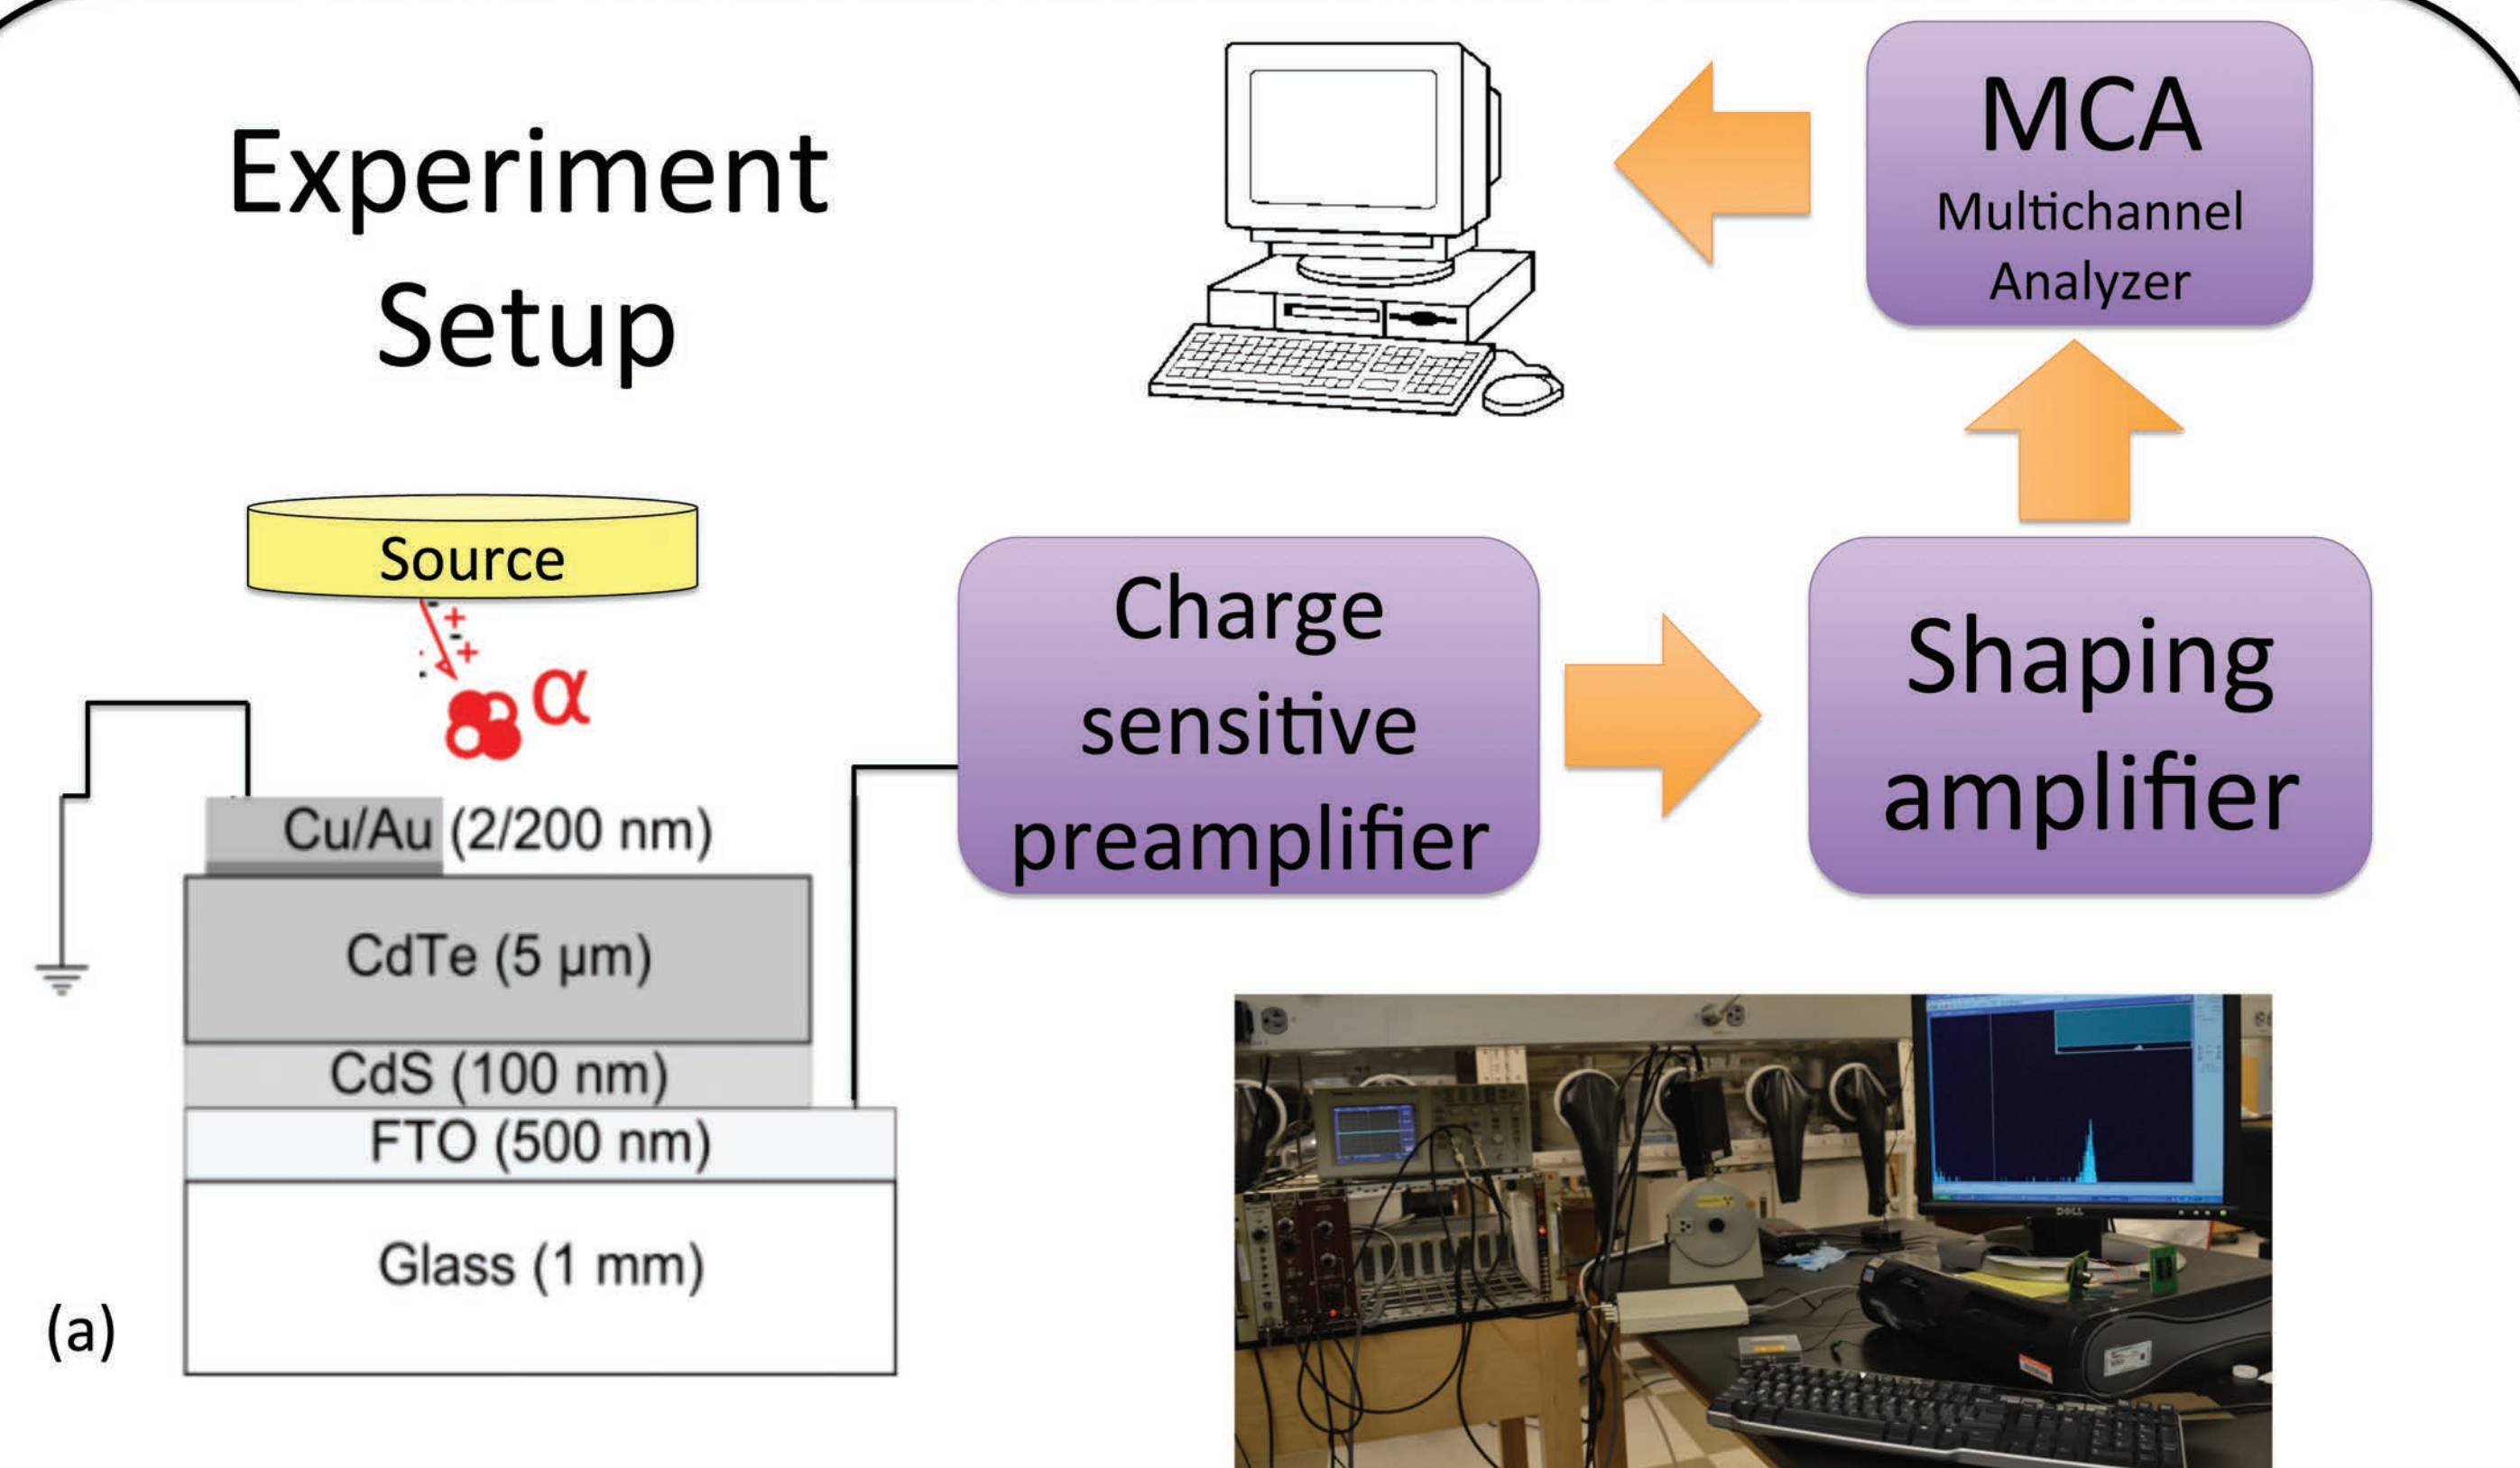 Experiment
Setup
MCA
Multichannel
Analyzer
Source
α
Charge
sensitive
preamplifier
Shaping
amplifier
Cu/Au (2/200 nm)
CdTe (5 µm)
CdS (100 nm)
FTO (500 nm)
Glass (1 mm)
(a)
DELL